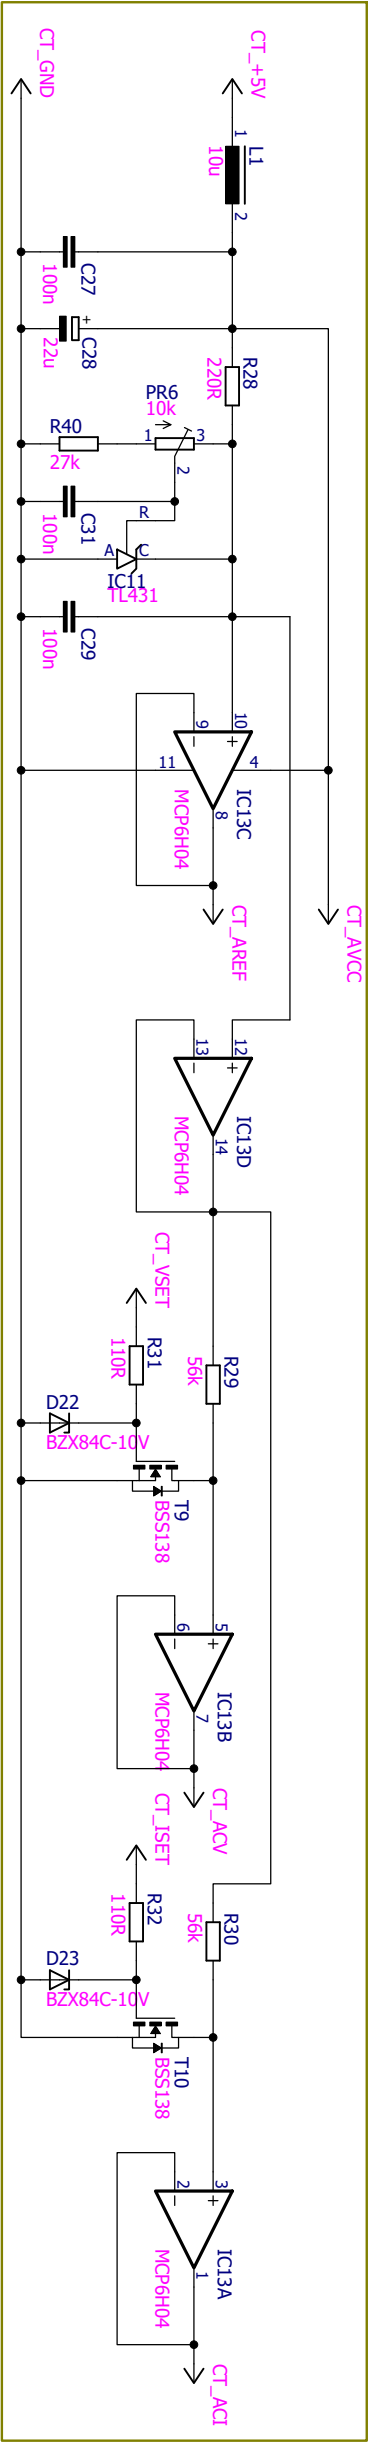 CT_GND
CT_+5V
1
L1
10u
2
C27
100n
+
C28
22u
R28
220R
PR6
10k
R40
1
3
27k
2
C31
100n
R
A
C
IC11
TL431
C29
100n
9
10
−
+
11
4
IC13C
MCP6H04
8
CT_AREF
CT_AVCC
13
12
−
+
IC13D
MCP6H04
14
CT_VSET
R31
110R
R29
56k
D22
BZX84C-10V
T9
BSS138
6
5
−
+
IC13B
MCP6H04
7
CT_ACV
CT_ISET
R32
110R
R30
56k
D23
BZX84C-10V
T10
BSS138
2
3
−
+
IC13A
MCP6H04
1
CT_ACI